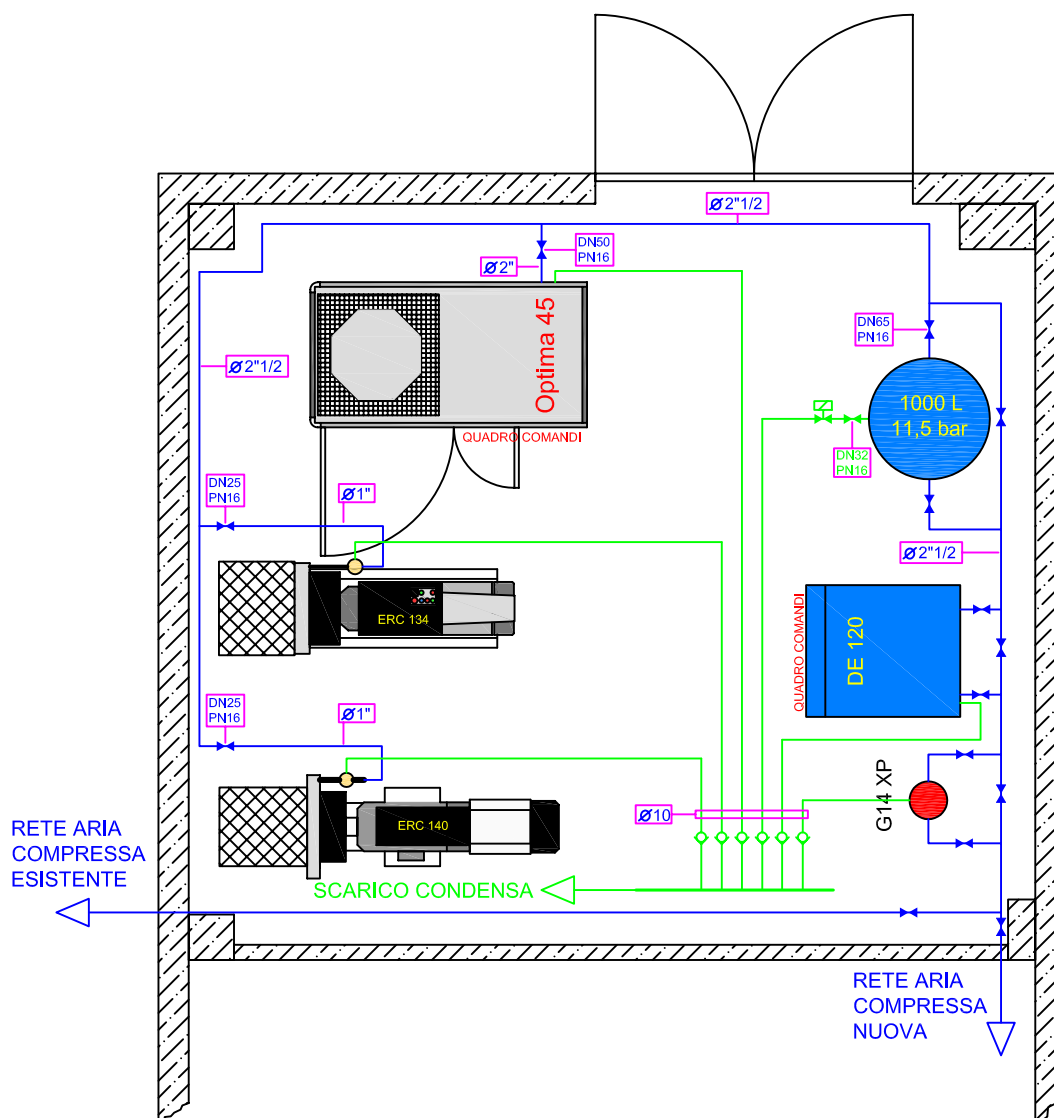 Ø2"1/2
DN50
PN16
Ø2"
Optima 45
QUADRO COMANDI
DN65
PN16
1000 L
11,5 bar
DN32
PN16
Ø2"1/2
DN25
PN16
Ø1"
ERC 134
Ø2"1/2
QUADRO COMANDI
DE 120
DN25
PN16
Ø1"
ERC 140
G14 XP
Ø10
SCARICO CONDENSA
RETE ARIA
COMPRESSA
ESISTENTE
RETE ARIA
COMPRESSA
NUOVA